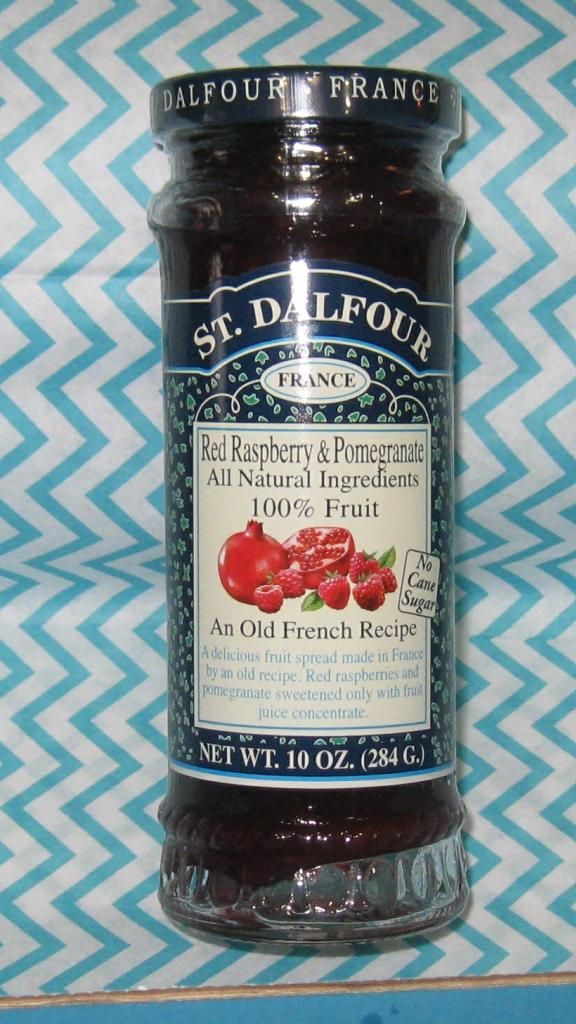 DALFOUR FRANCE
ST. DALFOUR
FRANCE
Red Raspberry & Pomegranate
All Natural Ingredients
100% Fruit
No
Cane
Sugar
An Old French Recipe
A delicious fruit spread made in France
by an old recipe. Red raspberries and
pomegranate sweetened only with fruit
juice concentrate.
NET WT. 10 OZ. (284 G.)